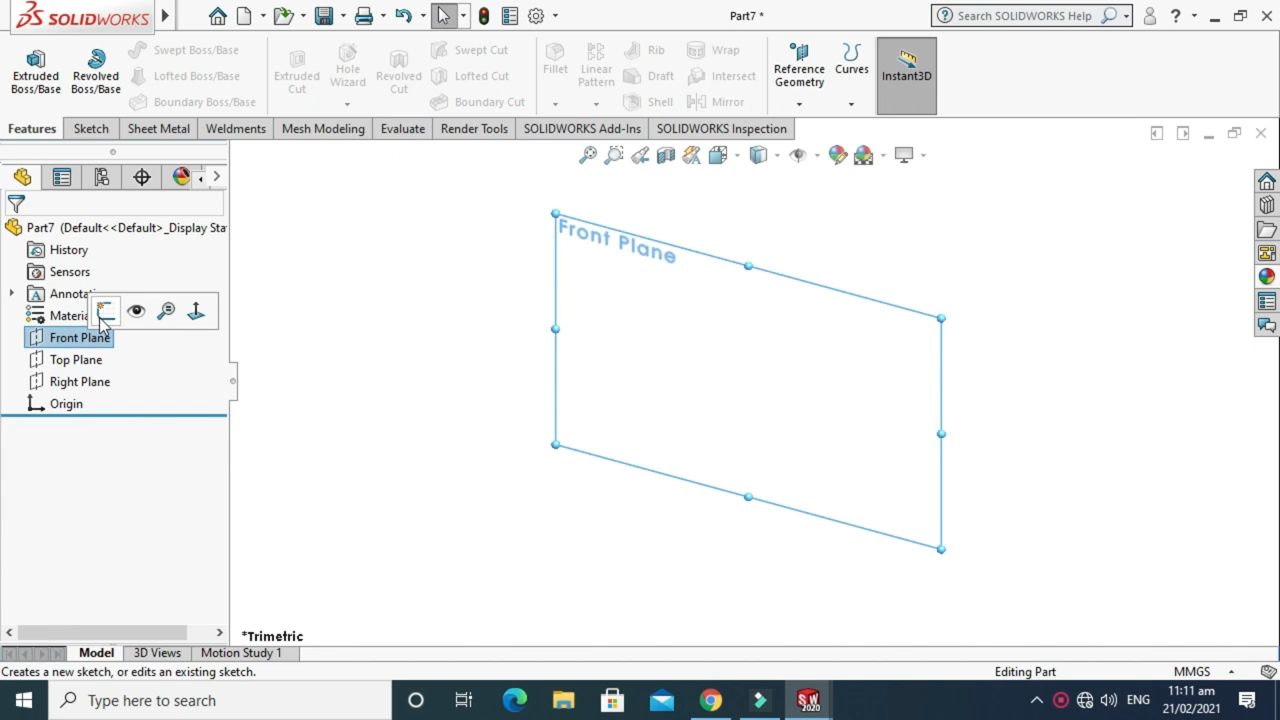 SOLIDWORKS
Part7 *
Search SOLIDWORKS Help
Extruded
Boss/Base
Revolved
Boss/Base
Swept Boss/Base
Lofted Boss/Base
Boundary Boss/Base
Extruded
Cut
Hole
Wizard
Revolved
Cut
Swept Cut
Lofted Cut
Boundary Cut
Fillet
Linear
Pattern
Rib
Draft
Shell
Wrap
Intersect
Mirror
Reference
Geometry
Curves
Instant3D
Features
Sketch
Sheet Metal
Weldments
Mesh Modeling
Evaluate
Render Tools
SOLIDWORKS Add-Ins
SOLIDWORKS Inspection
Part7 (Default<<Default>_Display Sta
History
Sensors
Annotati
Materia
Front Plane
Top Plane
Right Plane
Origin
Front Plane
*Trimetric
Model
3D Views
Motion Study 1
Creates a new sketch, or edits an existing sketch.
Editing Part
MMGS
Type here to search
SW
2020
ENG
11:11 am
21/02/2021